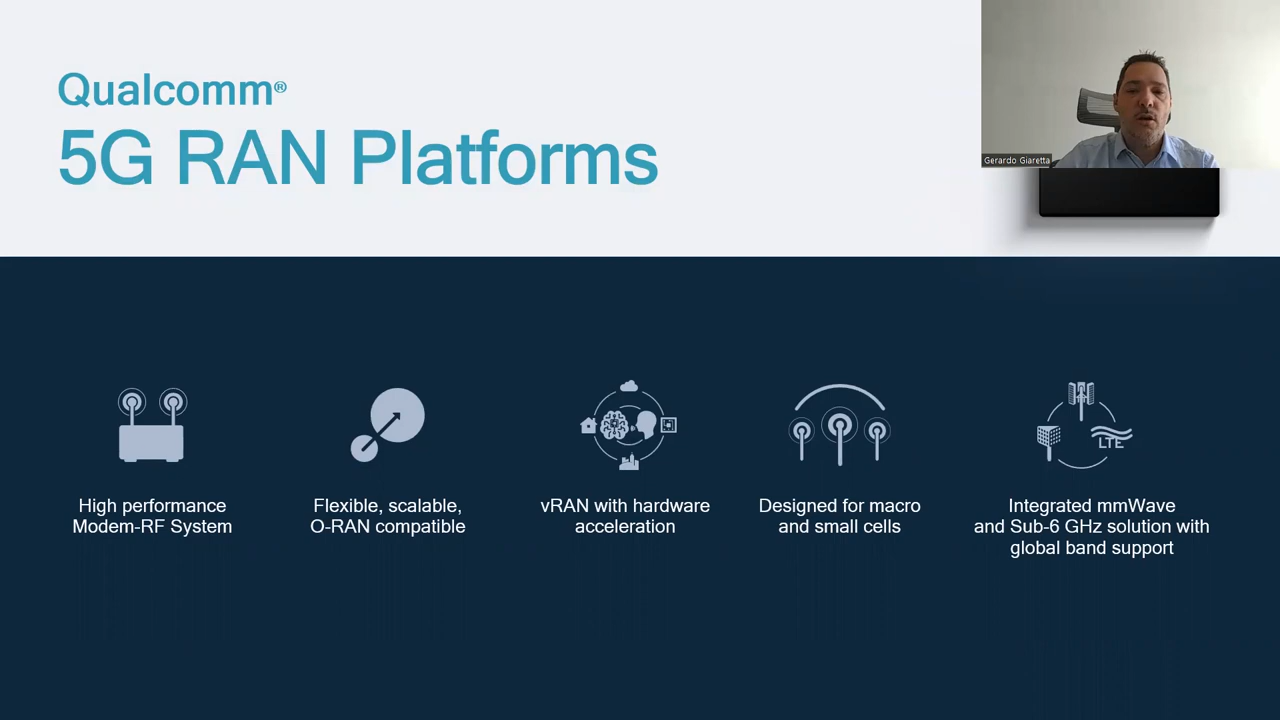 Qualcomm®
5G RAN Platforms
Gerardo Giaretta
LTE
High performance
Modem-RF System
Flexible, scalable,
O-RAN compatible
vRAN with hardware
acceleration
Designed for macro
and small cells
Integrated mmWave
and Sub-6 GHz solution with
global band support